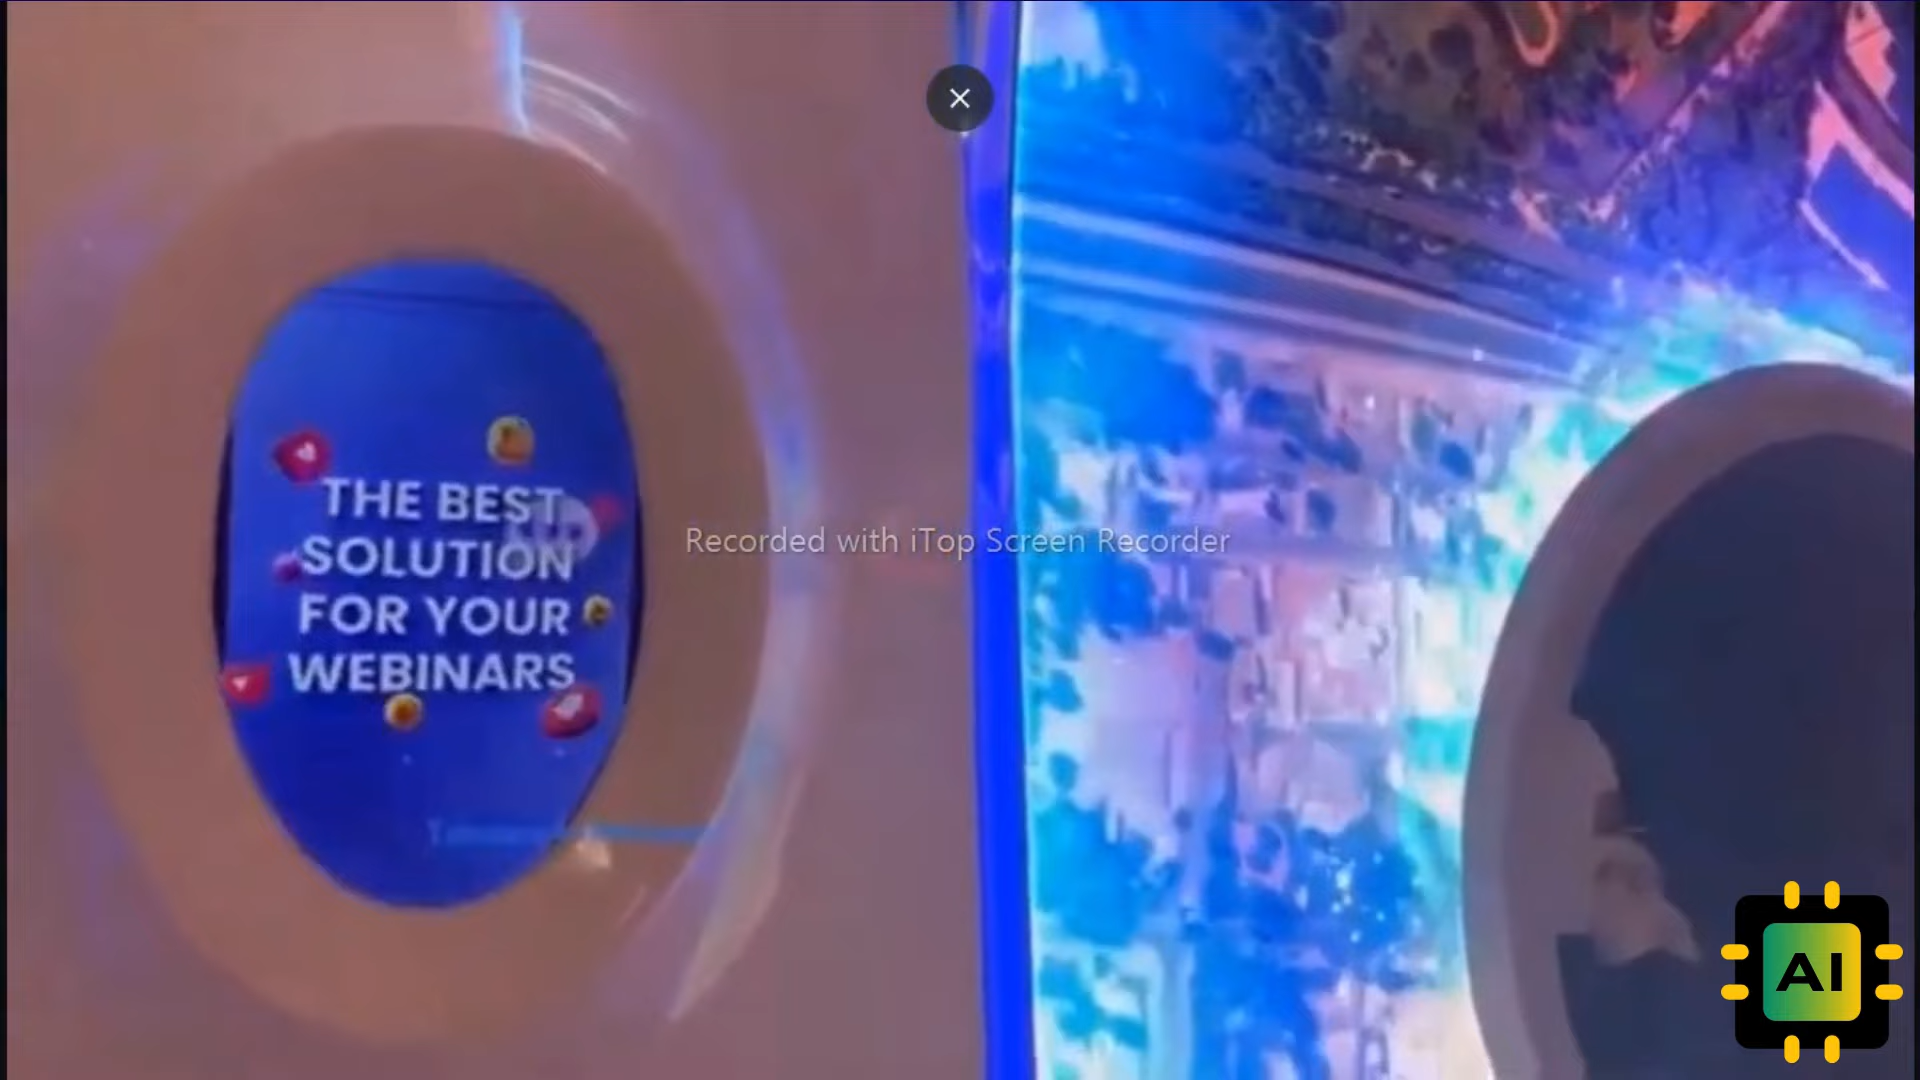 THE BEST
SOLUTION
FOR YOUR
WEBINARS
Recorded with iTop Screen Recorder
AI